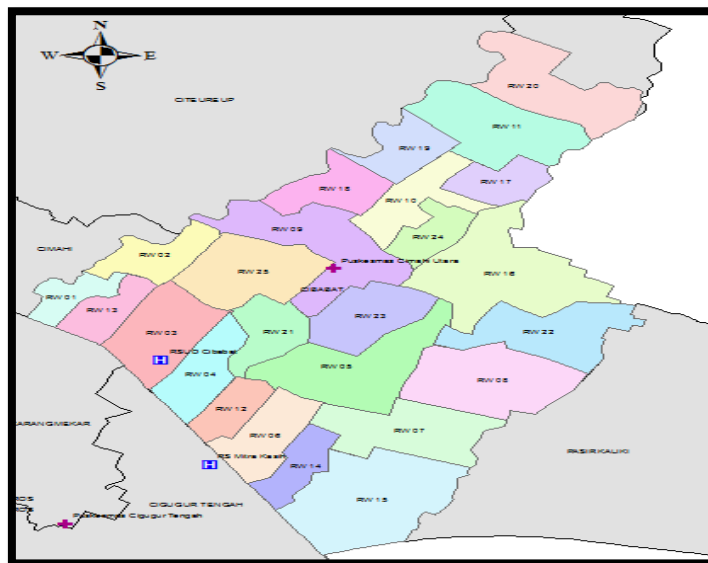 N
W E
S
RW 20
CITEUREUP
RW 11
RW 19
RW 17
RW 18
RW 10
RW 09
RW 24
CIMAHI
RW 02
Puskesmas Cimahi Utara
RW 25
RW 16
CIBABAT
RW 01
RW 13
RW 23
RW 03
RW 21
RW 22
RSUD Cibabat
RW 05
RW 04
RW 08
RW 12
ARANGMEKAR
RW 06
RW 07
PASIRKALIKI
RS Mitra Kasih
RW 14
RW 15
CIGUGUR TENGAH
Puskesmas Cigugur Tengah